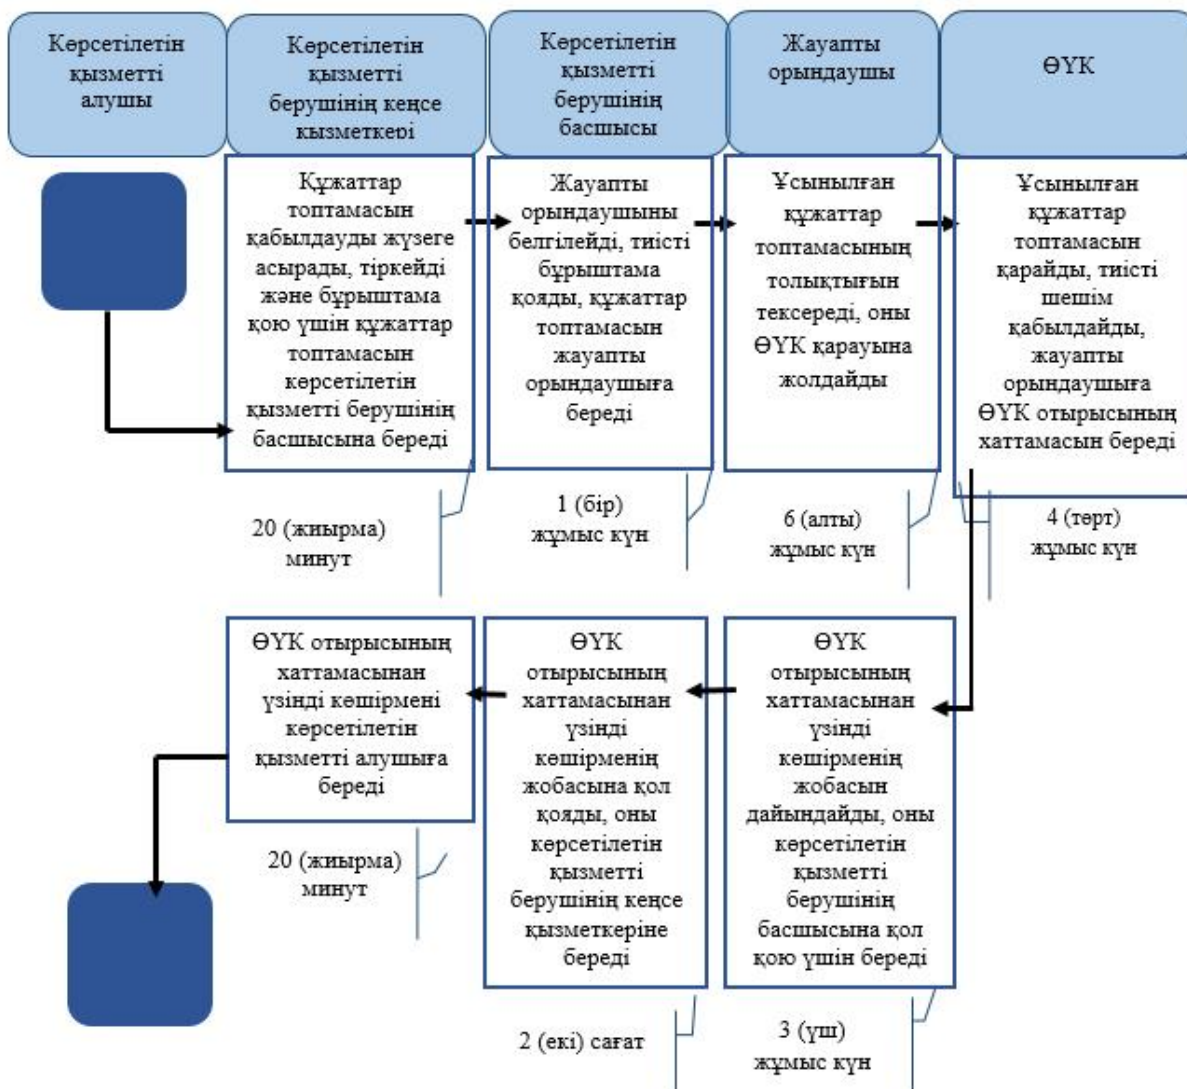 Көрсетілетін
қызметті
алушы
Көрсетілетін
қызметті
берушінің кеңсе
қызметкері
Көрсетілетін
қызметті
берушінің
басшысы
Жауапты
орындаушы
ӨҮК
Құжаттар
топтамасын
қабылдауды жүзеге
асырады, тіркейді
және бұрыштама
қою үшін құжаттар
топтамасын
көрсетілетін
қызметті берушінің
басшысына береді
Жауапты
орындаушыны
белгілейді, тиісті
бұрыштама
қояды, құжаттар
топтамасын
жауапты
орындаушыға
береді
Ұсынылған
құжаттар
топтамасының
толықтығын
тексереді, оны
ӨҮК қарауына
жолдайды
Ұсынылған
құжаттар
топтамасын
қарайды, тиісті
шешім
қабылдайды,
жауапты
орындаушыға
ӨҮК отырысының
хаттамасын береді
20 (жиырма)
минут
1 (бір)
жұмыс күн
6 (алты)
жұмыс күн
4 (төрт)
жұмыс күн
ӨҮК отырысының
хаттамасынан
үзінді көшірмені
көрсетілетін
қызметті алушыға
береді
ӨҮК
отырысының
хаттамасынан
үзінді
көшірменің
жобасына қол
қояды, оны
көрсетілетін
қызметті
берушінің кеңсе
қызметкеріне
береді
ӨҮК
отырысының
хаттамасынан
үзінді
көшірменің
жобасын
дайындайды, оны
көрсетілетін
қызметті
берушінің
басшысына қол
қою үшін береді
20 (жиырма)
минут
2 (екі) сағат
3 (үш)
жұмыс күн